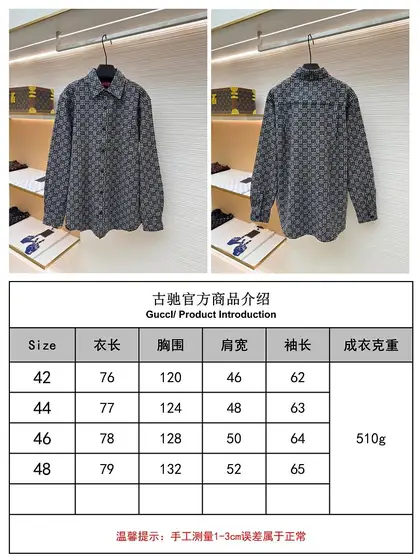 古驰官方商品介绍
GuccI/ Product Introduction
Size 衣长 胸围 肩宽 袖长 成衣克重
42 76 120 46 62
44 77 124 48 63
46 78 128 50 64
48 79 132 52 65
510g
温馨提示：手工测量1-3cm误差属于正常